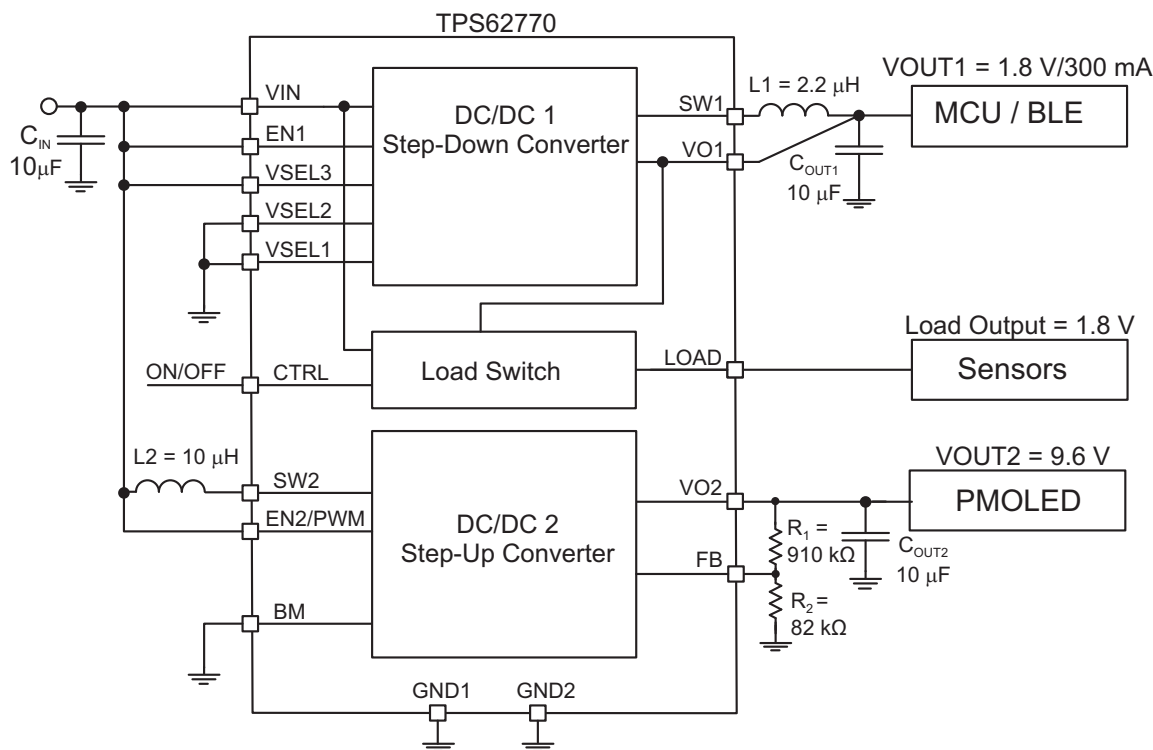 TPS62770
VIN
EN1
VSEL3
VSEL2
VSEL1
C_IN
10μF
DC/DC 1
Step-Down Converter
SW1
VO1
L1 = 2.2 μH
C_OUT1
10 μF
VOUT1 = 1.8 V/300 mA
MCU / BLE
ON/OFF
CTRL
Load Switch
LOAD
Load Output = 1.8 V
Sensors
L2 = 10 μH
SW2
EN2/PWM
BM
DC/DC 2
Step-Up Converter
VO2
FB
R_1 =
910 kΩ
R_2 =
82 kΩ
C_OUT2
10 μF
VOUT2 = 9.6 V
PMOLED
GND1
GND2